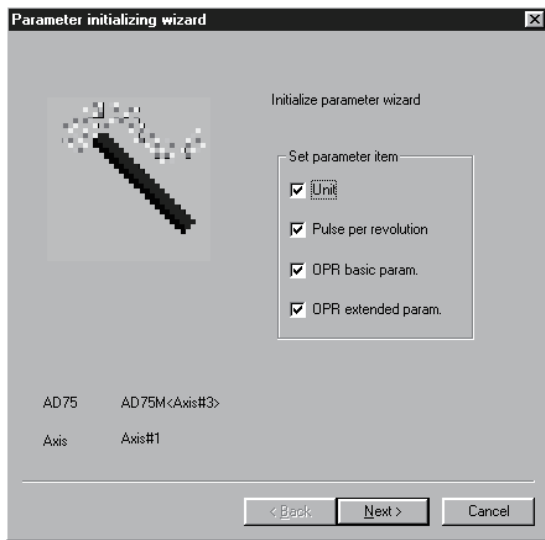 Parameter initializing wizard
Initialize parameter wizard
Set parameter item
Unit
Pulse per revolution
OPR basic param.
OPR extended param.
AD75 AD75M<Axis#3>
Axis Axis#1
< Back Next > Cancel